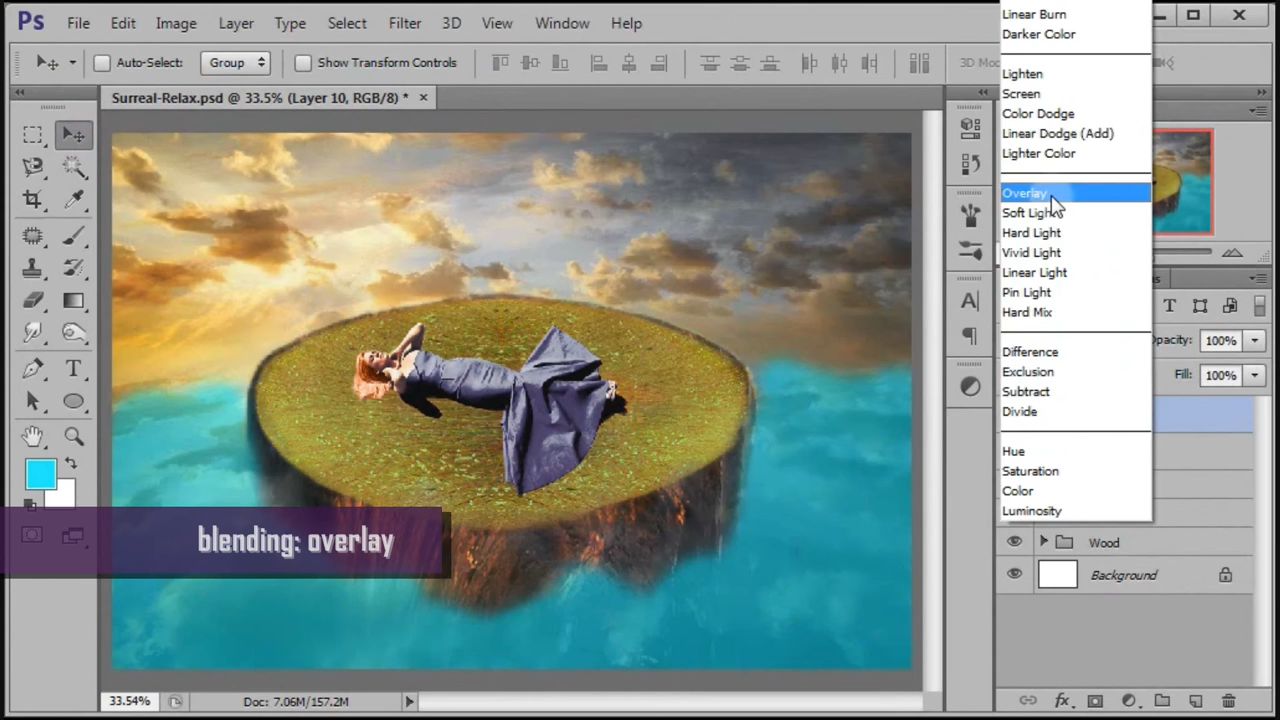 Ps File Edit Image Layer Type Select Filter 3D View Window Help
Auto-Select: Group Show Transform Controls
Surreal-Relax.psd @ 33.5% (Layer 10, RGB/8) * ×
Linear Burn
Darker Color
Lighten
Screen
Color Dodge
Linear Dodge (Add)
Lighter Color
Overlay
Soft Light
Hard Light
Vivid Light
Linear Light
Pin Light
Hard Mix
Difference
Exclusion
Subtract
Divide
Hue
Saturation
Color
Luminosity
100%
Fill: 100%
Wood
Background
blending: overlay
33.54% Doc: 7.06M/157.2M